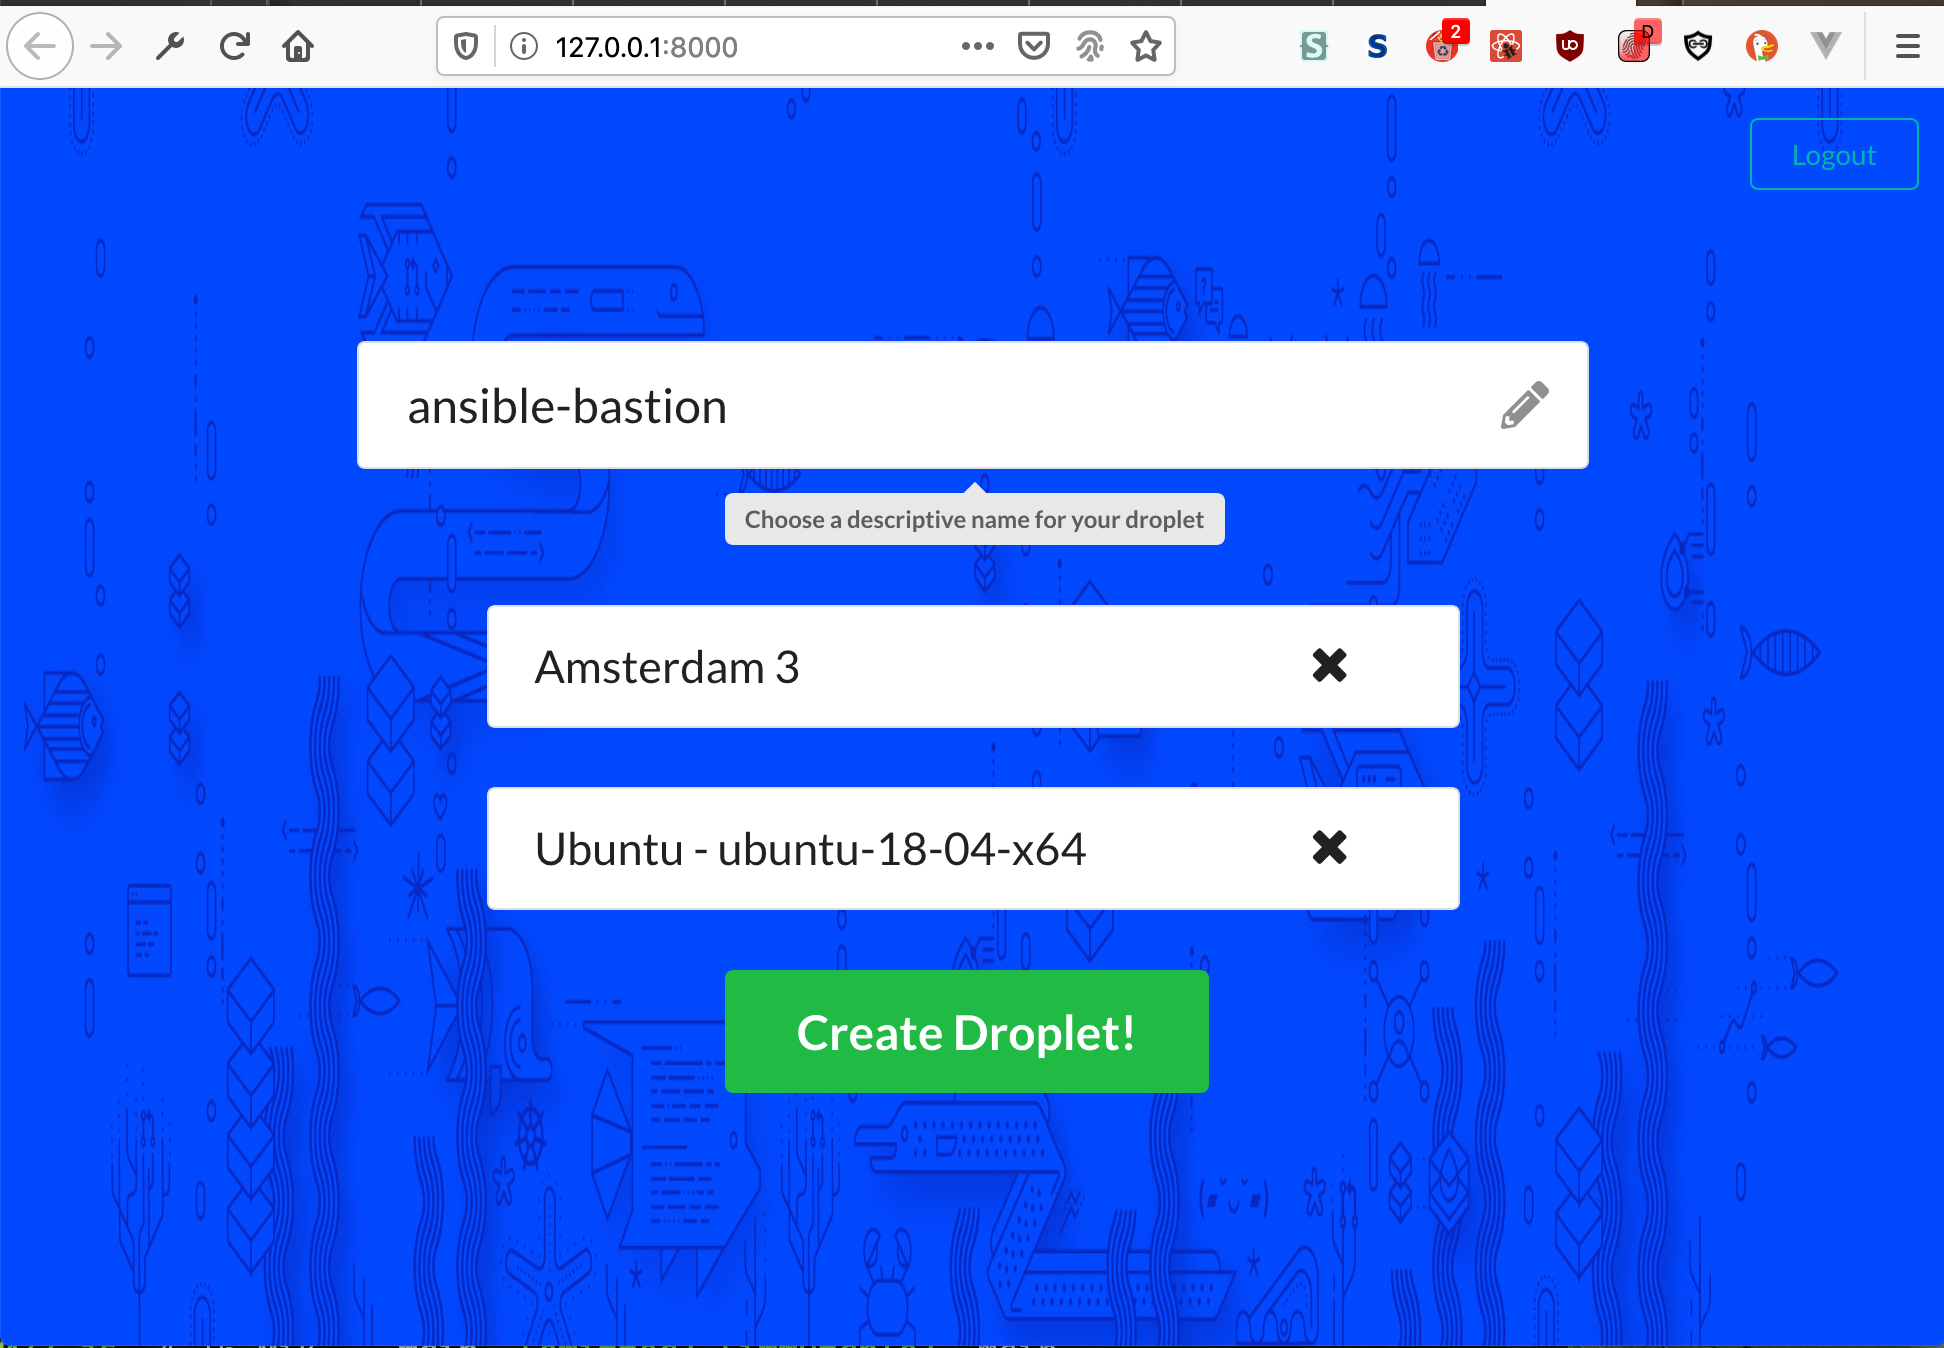 127.0.0.1:8000
2
D
Logout
ansible-bastion
Choose a descriptive name for your droplet
Amsterdam 3
Ubuntu - ubuntu-18-04-x64
Create Droplet!